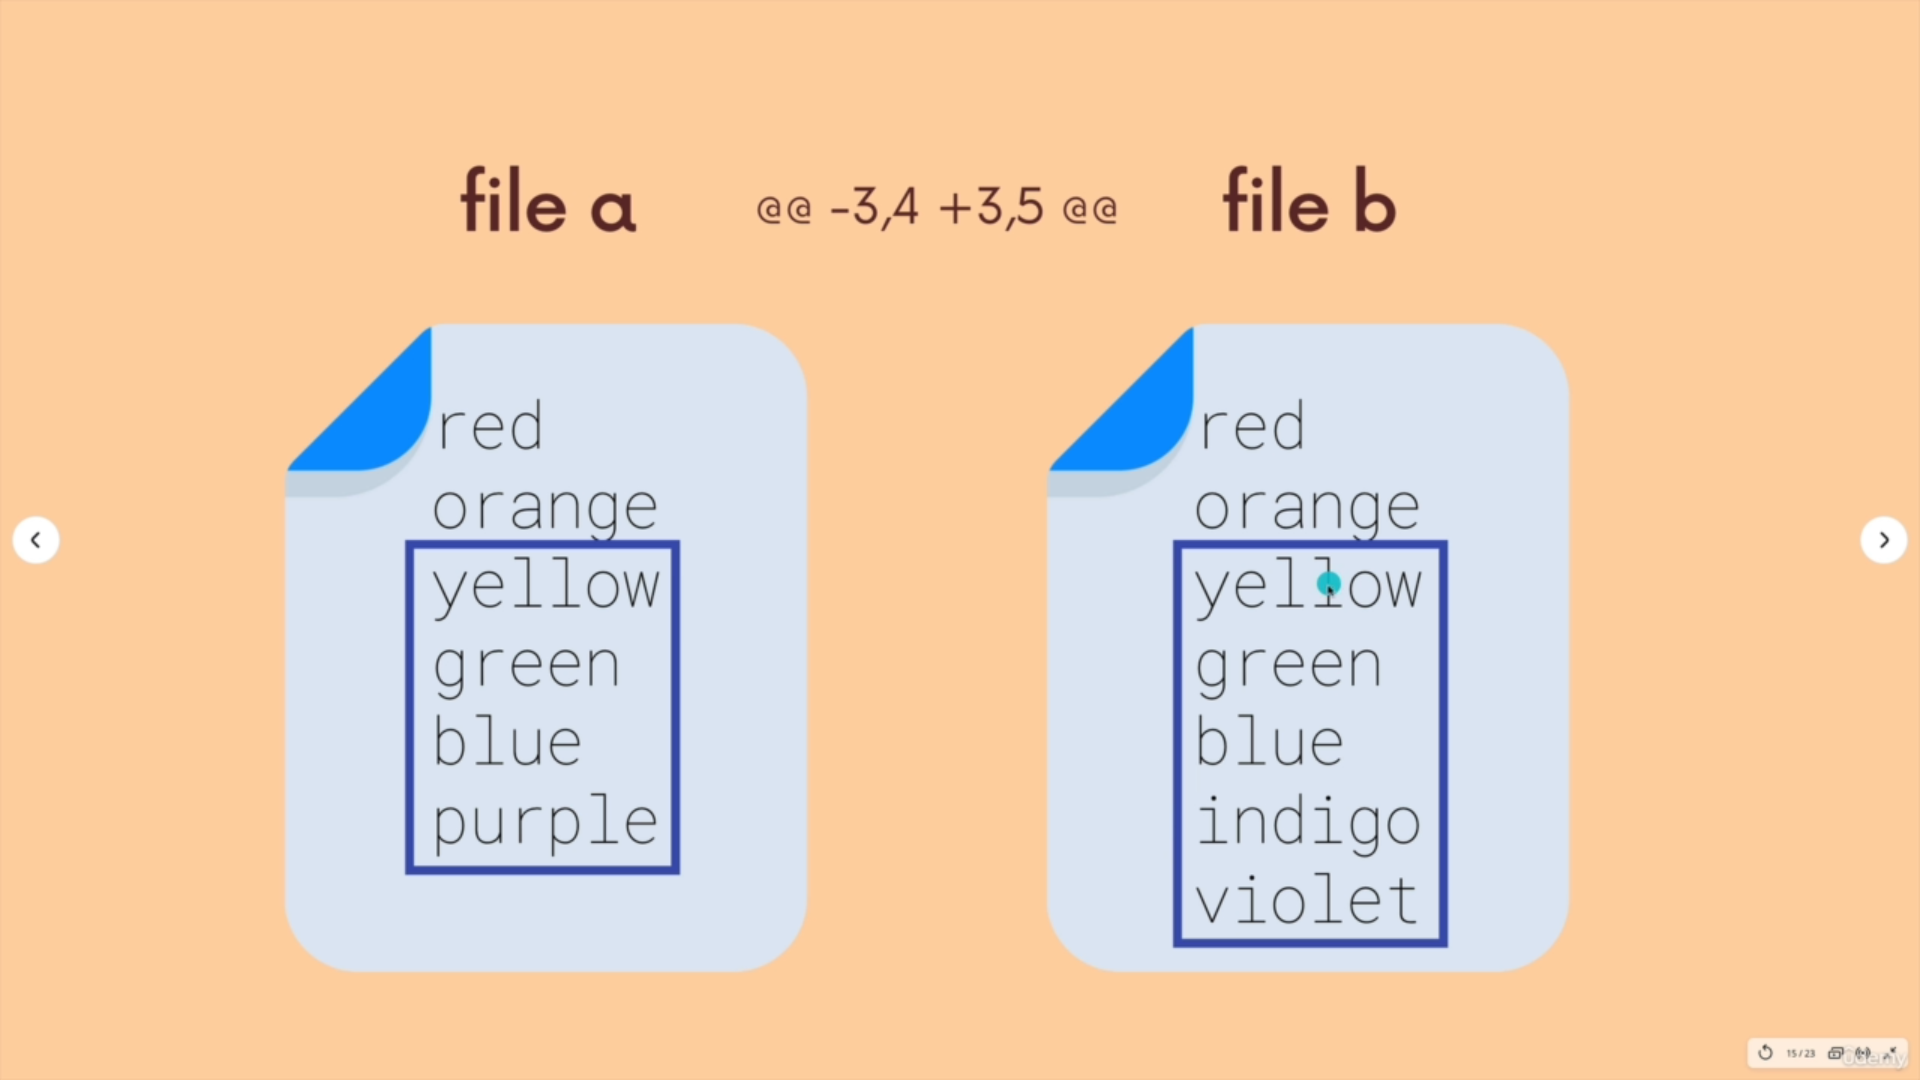 file a @@ -3,4 +3,5 @@ file b
red
orange
yellow
green
blue
purple
red
orange
yellow
green
blue
indigo
violet
15 / 23
ûdemy